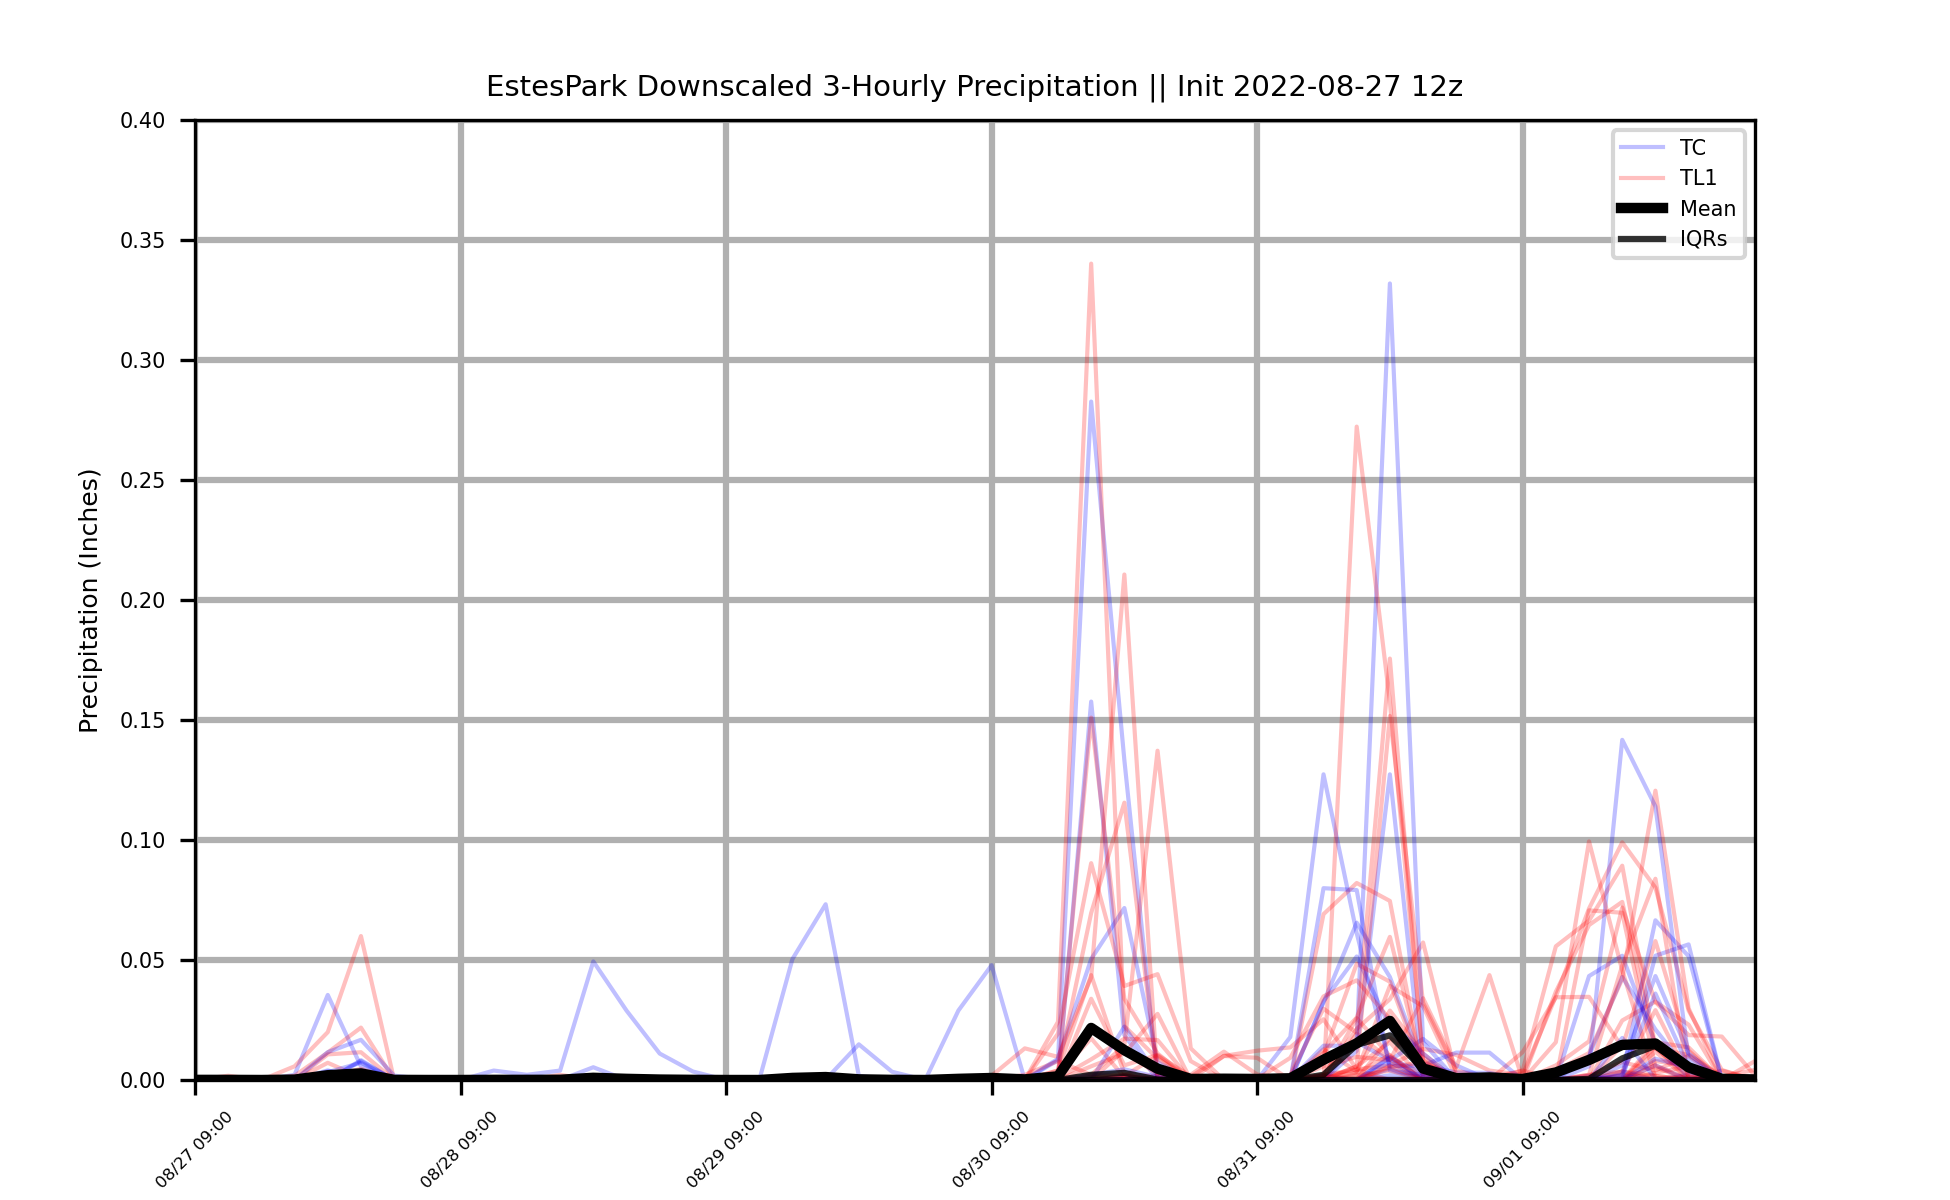 EstesPark Downscaled 3-Hourly Precipitation || Init 2022-08-27 12z
TC
TL1
Mean
IQRs
Precipitation (Inches)
0.40
0.35
0.30
0.25
0.20
0.15
0.10
0.05
0.00
08/27 09:00
08/28 09:00
08/29 09:00
08/30 09:00
08/31 09:00
09/01 09:00